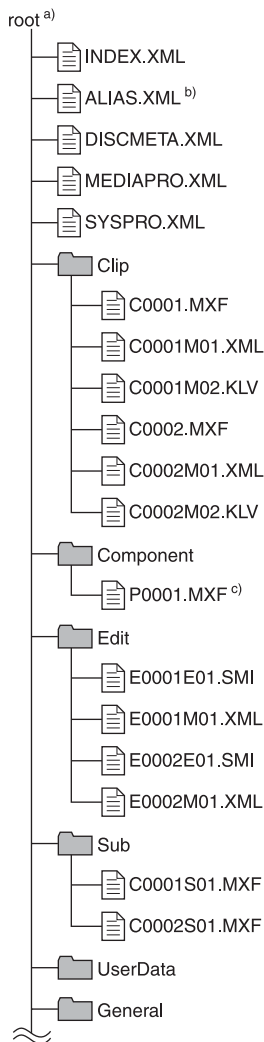 root a)
INDEX.XML
ALIAS.XML b)
DISCMETA.XML
MEDIAPRO.XML
SYSPRO.XML
Clip
C0001.MXF
C0001M01.XML
C0001M02.KLV
C0002.MXF
C0002M01.XML
C0002M02.KLV
Component
P0001.MXF c)
Edit
E0001E01.SMI
E0001M01.XML
E0002E01.SMI
E0002M01.XML
Sub
C0001S01.MXF
C0002S01.MXF
UserData
General